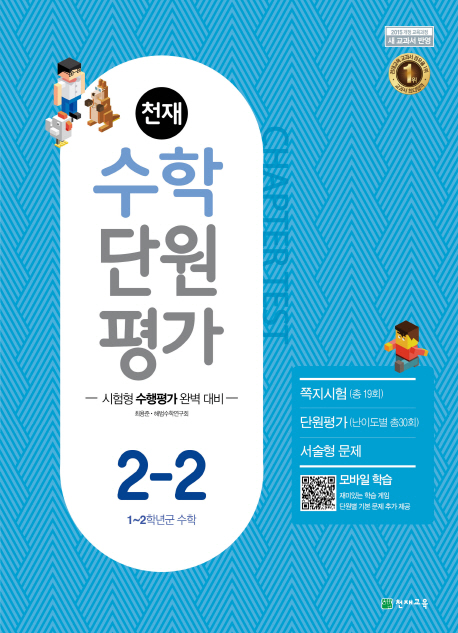 2015 개정 교육과정
새 교과서 반영
1위
천재
수학
단원
평가
CHAPTER TEST
시험형 수행평가 완벽 대비
최용준 · 해법수학연구회
2-2
1~2학년군 수학
쪽지시험 (총 19회)
단원평가 (난이도별 총30회)
서술형 문제
모바일 학습
재미있는 학습 게임
단원별 기본 문제 추가 제공
천재교육